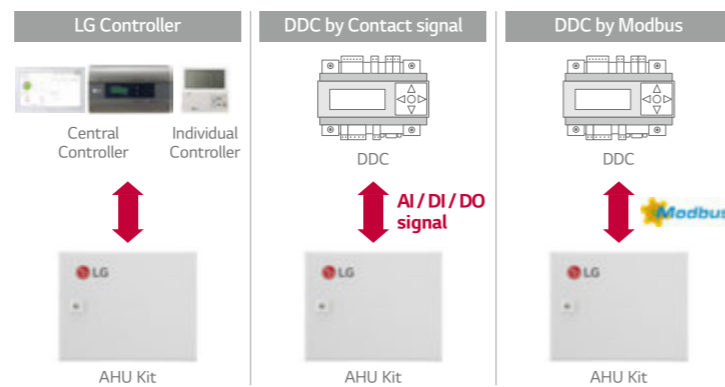 LG Controller
Central
Controller
Individual
Controller
LG
AHU Kit
DDC by Contact signal
DDC
AI / DI / DO
signal
LG
AHU Kit
DDC by Modbus
DDC
Modbus
LG
AHU Kit